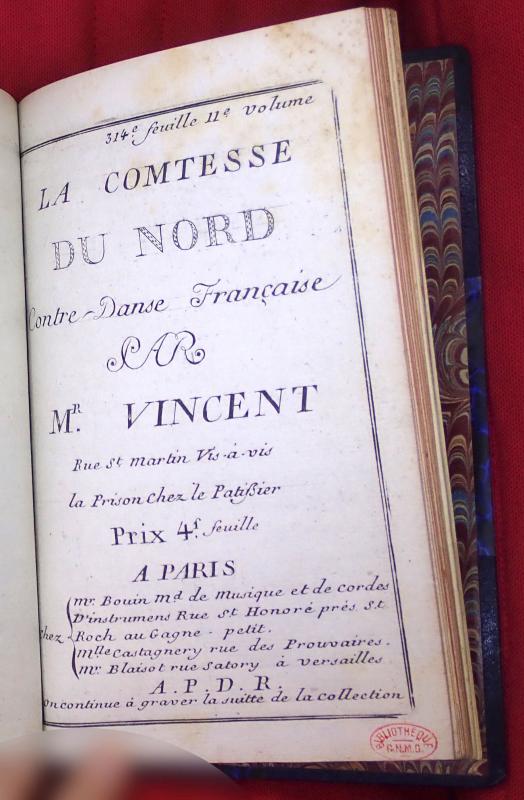 314e. feuille 11e volume
LA COMTESSE
DU NORD
Contre-Danse Française
PAR
MR. VINCENT
Rue St martin Vis-à-vis
la Prison Chez le Patißier
Prix 4.s feuille
A PARIS
mr. Bouin Md. de Musique et de Cordes
D'instrumens Rue St Honoré prés St
chez Roch au Gagne-petit.
Mlle Castagnery rue des Prouvaires.
mr. Blaisot rue Satory à versailles
A. P. D. R.
on continue à graver la suitte de la collection
BIBLIOTHEQUE
C.N.M.D.